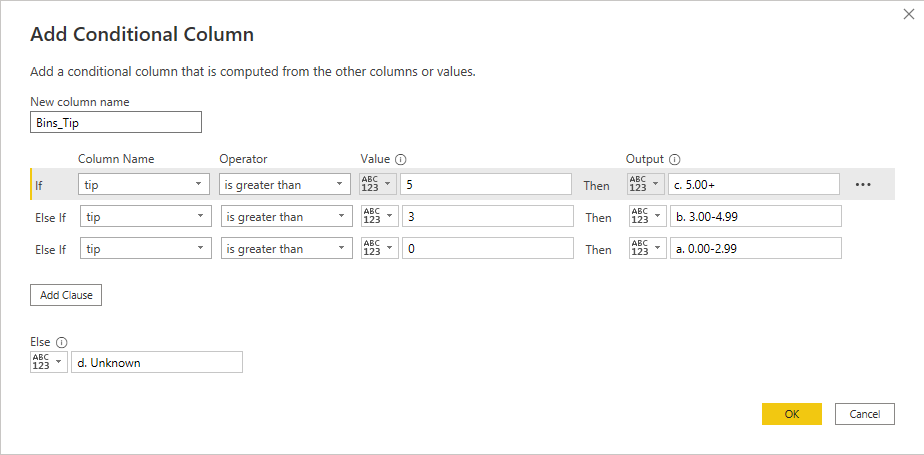 Add Conditional Column
Add a conditional column that is computed from the other columns or values.
New column name
Bins_Tip
Column Name Operator Value Output
If tip is greater than ABC 123 5 Then ABC 123 c. 5.00+ ...
Else If tip is greater than ABC 123 3 Then ABC 123 b. 3.00-4.99
Else If tip is greater than ABC 123 0 Then ABC 123 a. 0.00-2.99
Add Clause
Else
ABC 123 d. Unknown
OK Cancel